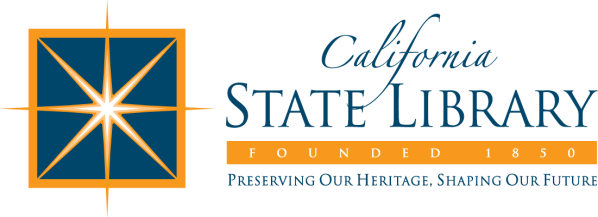 California
STATE LIBRARY
FOUNDED 1850
PRESERVING OUR HERITAGE, SHAPING OUR FUTURE